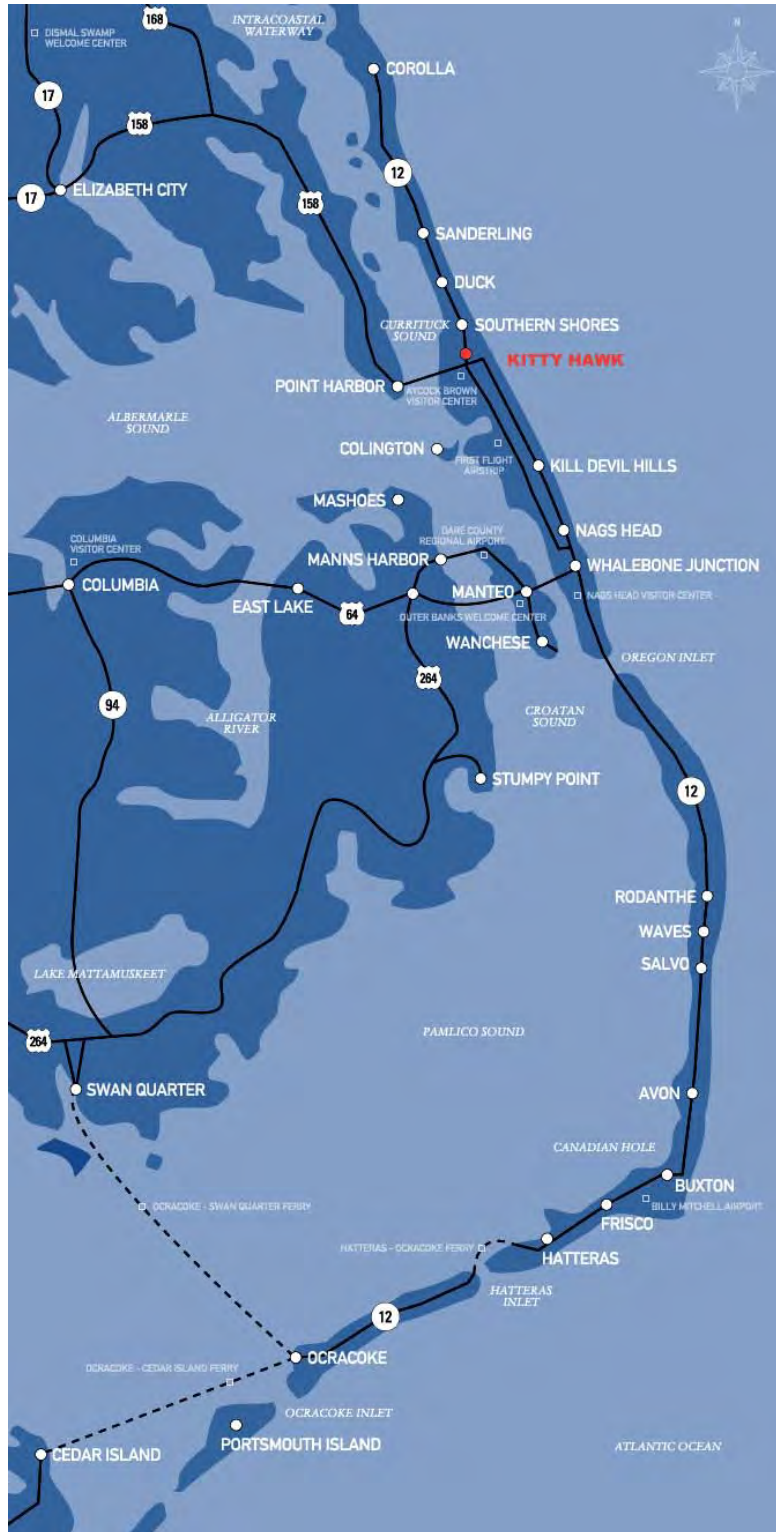 168
INTRACOASTAL
WATERWAY
N
DISMAL SWAMP
WELCOME CENTER
COROLLA
17
158
12
ELIZABETH CITY
17
158
SANDERLING
DUCK
CURRITUCK
SOUND
SOUTHERN SHORES
KITTY HAWK
POINT HARBOR
AYCOCK BROWN
VISITOR CENTER
ALBERMARLE
SOUND
COLINGTON
FIRST FLIGHT
AIRSTRIP
KILL DEVIL HILLS
MASHOES
NAGS HEAD
DARE COUNTY
REGIONAL AIRPORT
COLUMBIA
VISITOR CENTER
MANNS HARBOR
WHALEBONE JUNCTION
COLUMBIA
EAST LAKE
64
MANTEO
NAGS HEAD VISITOR CENTER
OUTER BANKS WELCOME CENTER
WANCHESE
OREGON INLET
264
94
ALLIGATOR
RIVER
CROATAN
SOUND
STUMPY POINT
12
RODANTHE
WAVES
SALVO
LAKE MATTAMUSKEET
PAMLICO SOUND
264
SWAN QUARTER
AVON
CANADIAN HOLE
BUXTON
BILLY MITCHELL AIRPORT
OCRACOKE - SWAN QUARTER FERRY
FRISCO
HATTERAS - OCRACOKE FERRY
HATTERAS
HATTERAS
INLET
12
OCRACOKE
OCRACOKE - CEDAR ISLAND FERRY
OCRACOKE INLET
PORTSMOUTH ISLAND
CEDAR ISLAND
ATLANTIC OCEAN